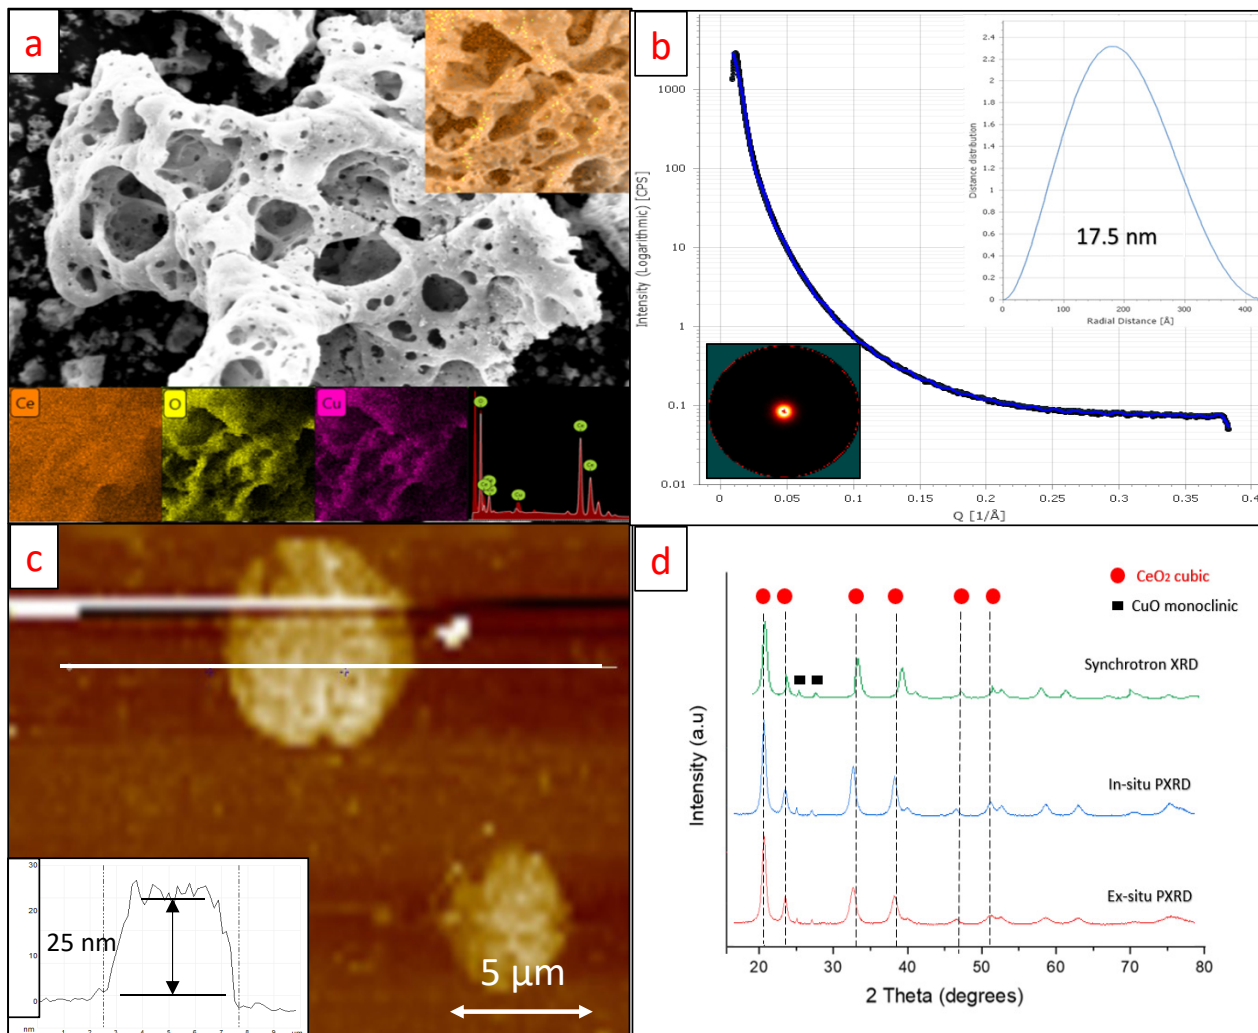 a
Ce
O
Cu
b
Intensity (Logarithmic) [CPS]
1000
100
10
1
0.1
0.01
0
0.05
0.1
0.15
0.2
0.25
0.3
0.35
0.4
Q [1/Å]
Distance distribution
2.4
2.2
2
1.8
1.6
1.4
1.2
1
0.8
0.6
0.4
0.2
0
0
100
200
300
400
Radial Distance [Å]
17.5 nm
c
30
20
10
0
nm
25 nm
5 µm
d
CeO₂ cubic
CuO monoclinic
Synchrotron XRD
In-situ PXRD
Ex-situ PXRD
Intensity (a.u)
20 30 40 50 60 70 80
2 Theta (degrees)